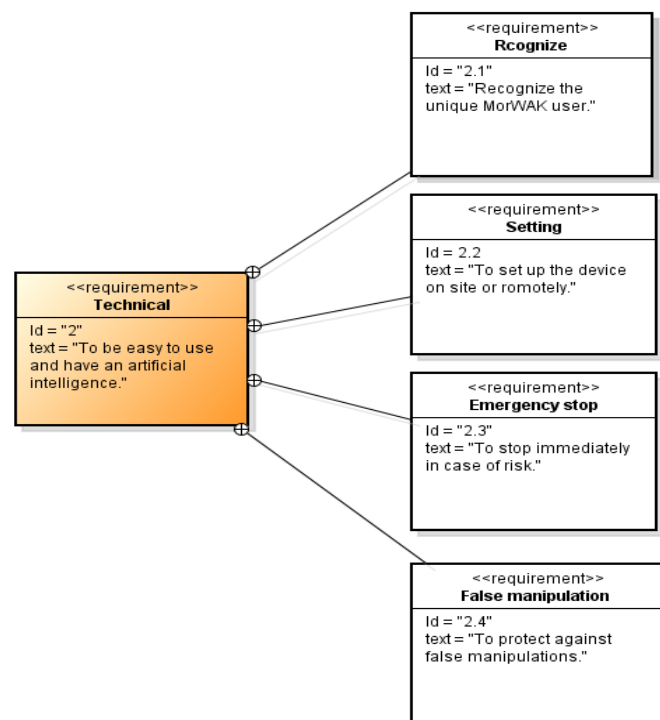 <<requirement>>
Rcognize
Id = "2.1"
text = "Recognize the
unique MorWAK user."
<<requirement>>
Setting
Id = 2.2
text = "To set up the device
on site or romotely."
<<requirement>>
Technical
Id = "2"
text = "To be easy to use
and have an artificial
intelligence."
<<requirement>>
Emergency stop
Id = "2.3"
text = "To stop immediately
in case of risk."
<<requirement>>
False manipulation
Id = "2.4"
text = "To protect against
false manipulations."